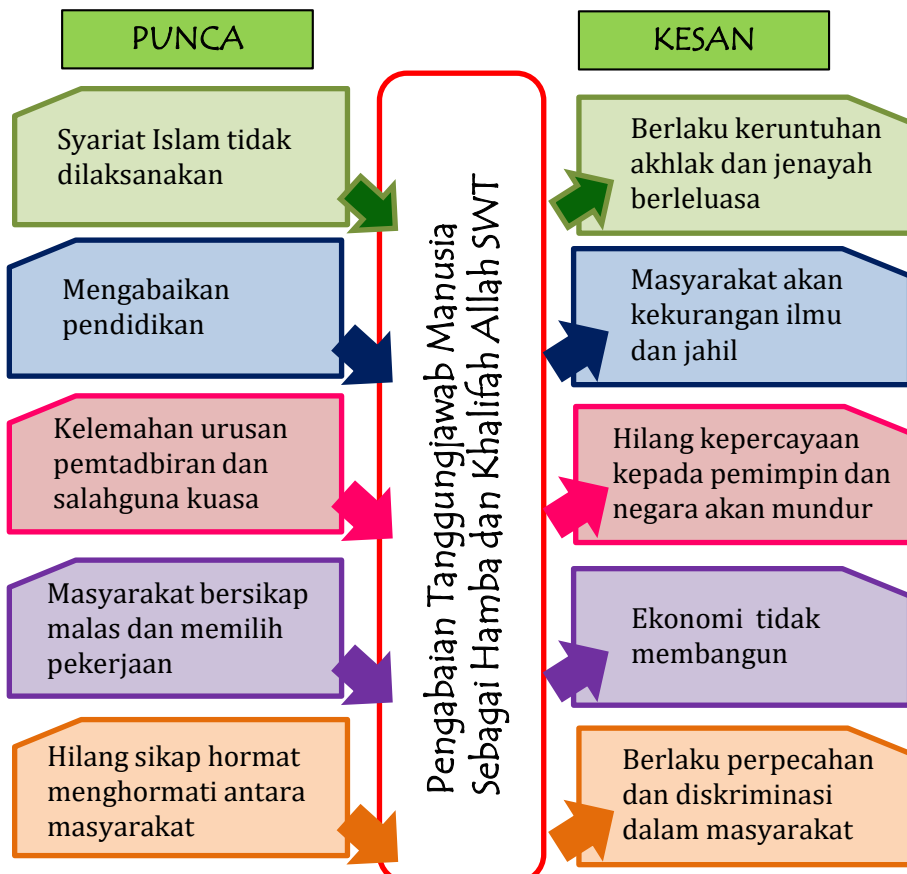 PUNCA
KESAN
Syariat Islam tidak
dilaksanakan
Mengabaikan
pendidikan
Kelemahan urusan
pemtadbiran dan
salahguna kuasa
Masyarakat bersikap
malas dan memilih
pekerjaan
Hilang sikap hormat
menghormati antara
masyarakat
Pengabaian Tanggungjawab Manusia
Sebagai Hamba dan Khalifah Allah SWT
Berlaku keruntuhan
akhlak dan jenayah
berleluasa
Masyarakat akan
kekurangan ilmu
dan jahil
Hilang kepercayaan
kepada pemimpin dan
negara akan mundur
Ekonomi tidak
membangun
Berlaku perpecahan
dan diskriminasi
dalam masyarakat